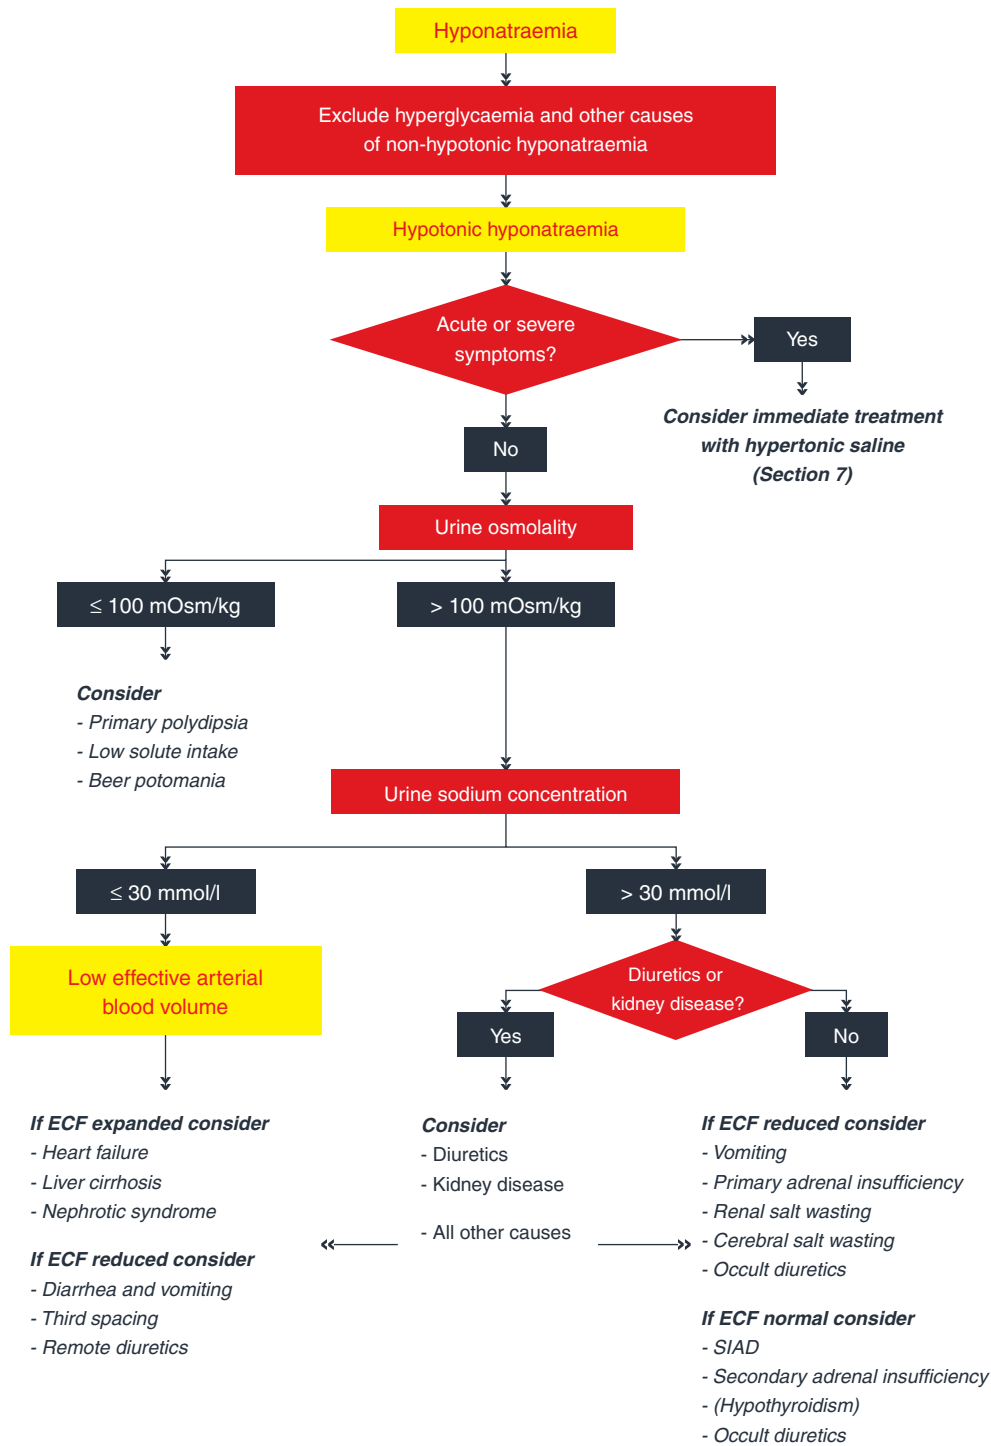 Hyponatraemia
Exclude hyperglycaemia and other causes
of non-hypotonic hyponatraemia
Hypotonic hyponatraemia
Acute or severe
symptoms?
Yes
Consider immediate treatment
with hypertonic saline
(Section 7)
No
Urine osmolality
≤ 100 mOsm/kg
> 100 mOsm/kg
Consider
- Primary polydipsia
- Low solute intake
- Beer potomania
Urine sodium concentration
≤ 30 mmol/l
> 30 mmol/l
Low effective arterial
blood volume
Diuretics or
kidney disease?
Yes
No
If ECF expanded consider
- Heart failure
- Liver cirrhosis
- Nephrotic syndrome
If ECF reduced consider
- Diarrhea and vomiting
- Third spacing
- Remote diuretics
Consider
- Diuretics
- Kidney disease
- All other causes
If ECF reduced consider
- Vomiting
- Primary adrenal insufficiency
- Renal salt wasting
- Cerebral salt wasting
- Occult diuretics
If ECF normal consider
- SIAD
- Secondary adrenal insufficiency
- (Hypothyroidism)
- Occult diuretics